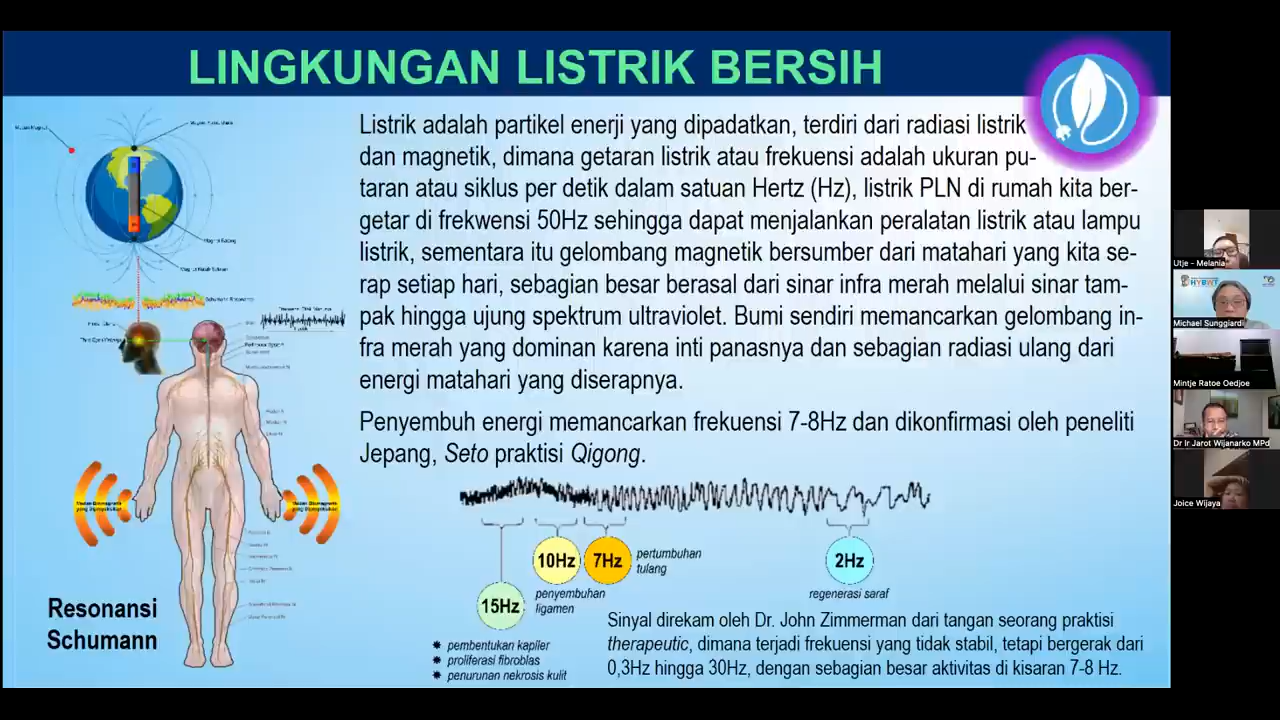 LINGKUNGAN LISTRIK BERSIH
Listrik adalah partikel enerji yang dipadatkan, terdiri dari radiasi listrik
dan magnetik, dimana getaran listrik atau frekuensi adalah ukuran pu-
taran atau siklus per detik dalam satuan Hertz (Hz), listrik PLN di rumah kita ber-
getar di frekwensi 50Hz sehingga dapat menjalankan peralatan listrik atau lampu
listrik, sementara itu gelombang magnetik bersumber dari matahari yang kita se-
rap setiap hari, sebagian besar berasal dari sinar infra merah melalui sinar tam-
pak hingga ujung spektrum ultraviolet. Bumi sendiri memancarkan gelombang in-
fra merah yang dominan karena inti panasnya dan sebagian radiasi ulang dari
energi matahari yang diserapnya.
Penyembuh energi memancarkan frekuensi 7-8Hz dan dikonfirmasi oleh peneliti
Jepang, Seto praktisi Qigong.
10Hz
7Hz
pertumbuhan
tulang
2Hz
penyembuhan
ligamen
regenerasi saraf
15Hz
pembentukan kapiler
proliferasi fibroblas
penurunan nekrosis kulit
Sinyal direkam oleh Dr. John Zimmerman dari tangan seorang praktisi
therapeutic, dimana terjadi frekuensi yang tidak stabil, tetapi bergerak dari
0,3Hz hingga 30Hz, dengan sebagian besar aktivitas di kisaran 7-8 Hz.
Resonansi
Schumann
Utje - Melania
HYBWT
Michael Sunggiardi
Mintje Ratoe Oedjoe
Dr Ir Jarot Wijanarko MPd
Joice Wijaya